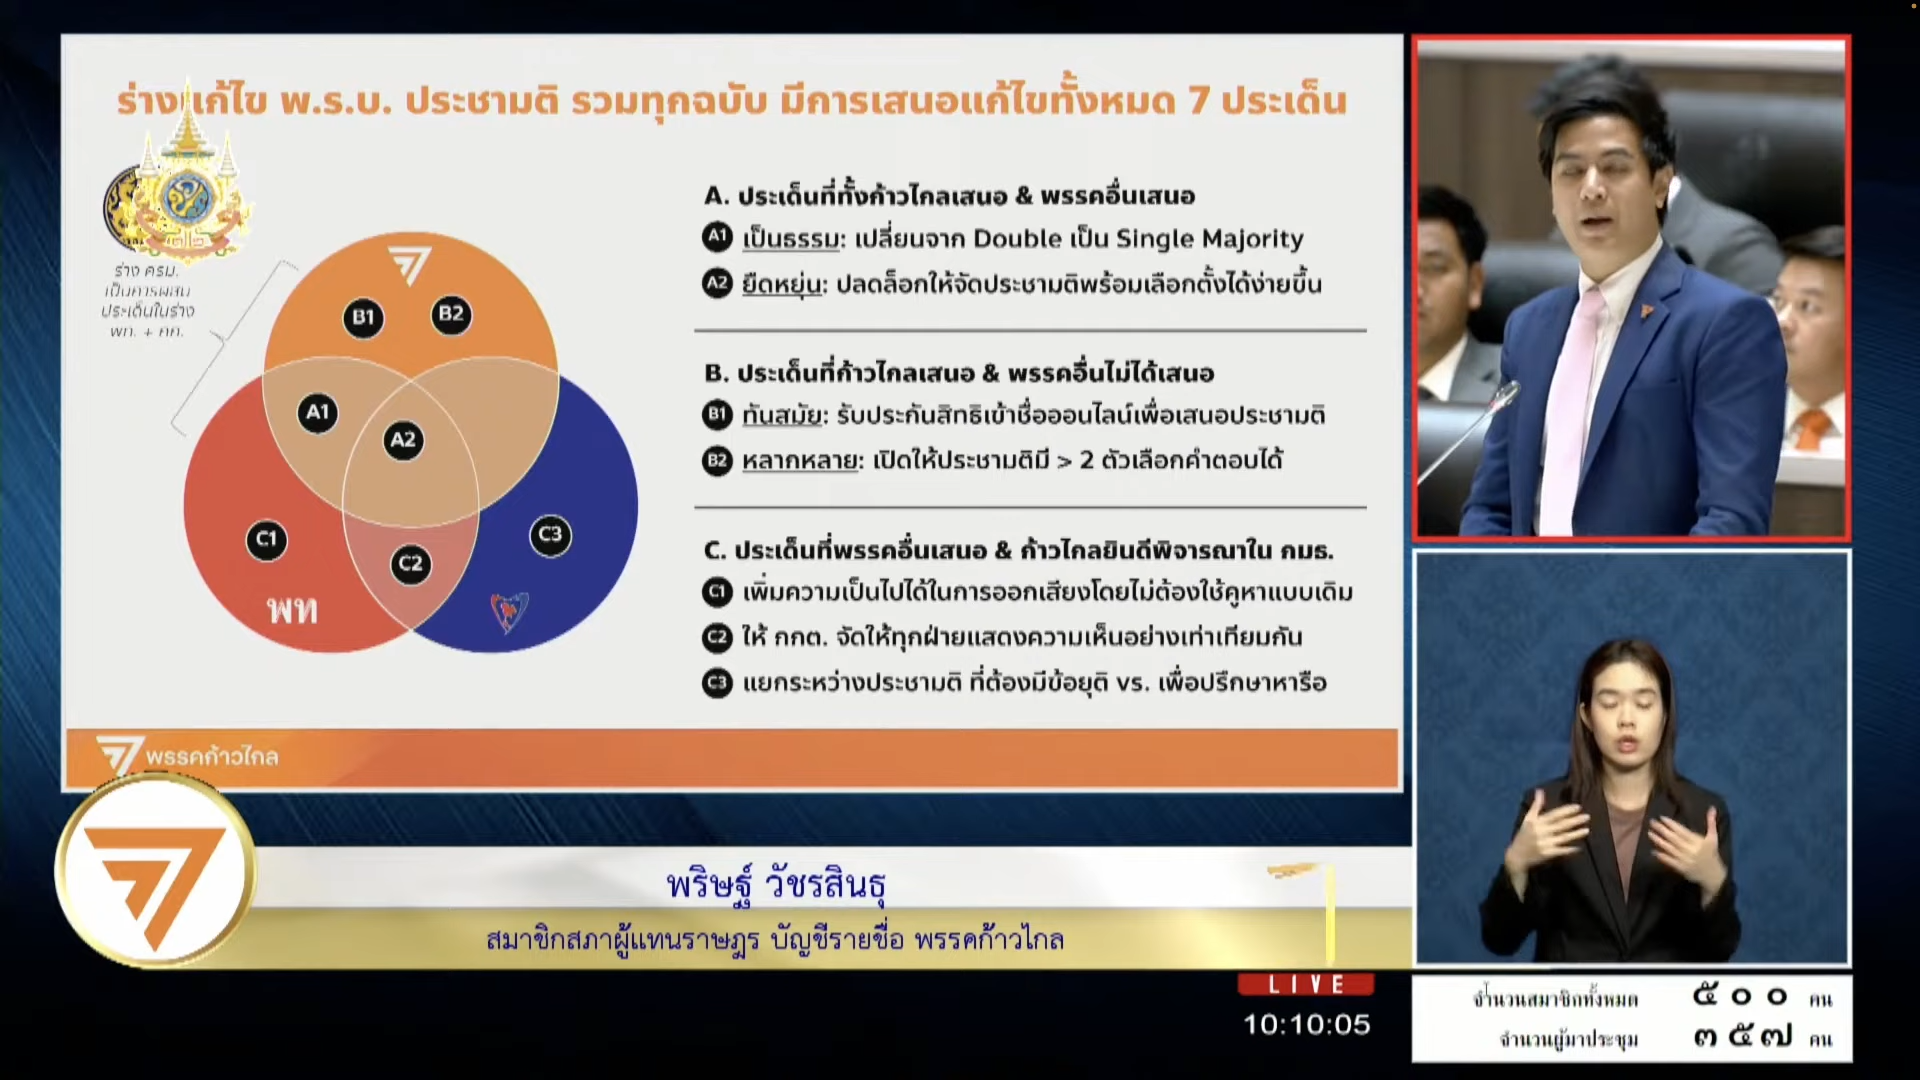 ร่างแก้ไข พ.ร.บ. ประชามติ รวมทุกฉบับ มีการเสนอแก้ไขทั้งหมด 7 ประเด็น
ร่าง ครม.
เป็นการผสม
ประเด็นในร่าง
พท. + กก.
B1
B2
A1
A2
C1
C2
C3
พท
A. ประเด็นที่ทั้งก้าวไกลเสนอ & พรรคอื่นเสนอ
A1 เป็นธรรม: เปลี่ยนจาก Double เป็น Single Majority
A2 ยืดหยุ่น: ปลดล็อกให้จัดประชามติพร้อมเลือกตั้งได้ง่ายขึ้น
B. ประเด็นที่ก้าวไกลเสนอ & พรรคอื่นไม่ได้เสนอ
B1 ทันสมัย: รับประกันสิทธิเข้าชื่อออนไลน์เพื่อเสนอประชามติ
B2 หลากหลาย: เปิดให้ประชามติมี > 2 ตัวเลือกคำตอบได้
C. ประเด็นที่พรรคอื่นเสนอ & ก้าวไกลยินดีพิจารณาใน กมธ.
C1 เพิ่มความเป็นไปได้ในการออกเสียงโดยไม่ต้องใช้คูหาแบบเดิม
C2 ให้ กกต. จัดให้ทุกฝ่ายแสดงความเห็นอย่างเท่าเทียมกัน
C3 แยกระหว่างประชามติ ที่ต้องมีข้อยุติ vs. เพื่อปรึกษาหารือ
พรรคก้าวไกล
พริษฐ์ วัชรสินธุ
สมาชิกสภาผู้แทนราษฎร บัญชีรายชื่อ พรรคก้าวไกล
LIVE
10:10:05
จำนวนสมาชิกทั้งหมด ๕๐๐ คน
จำนวนผู้มาประชุม ๓๕๗ คน